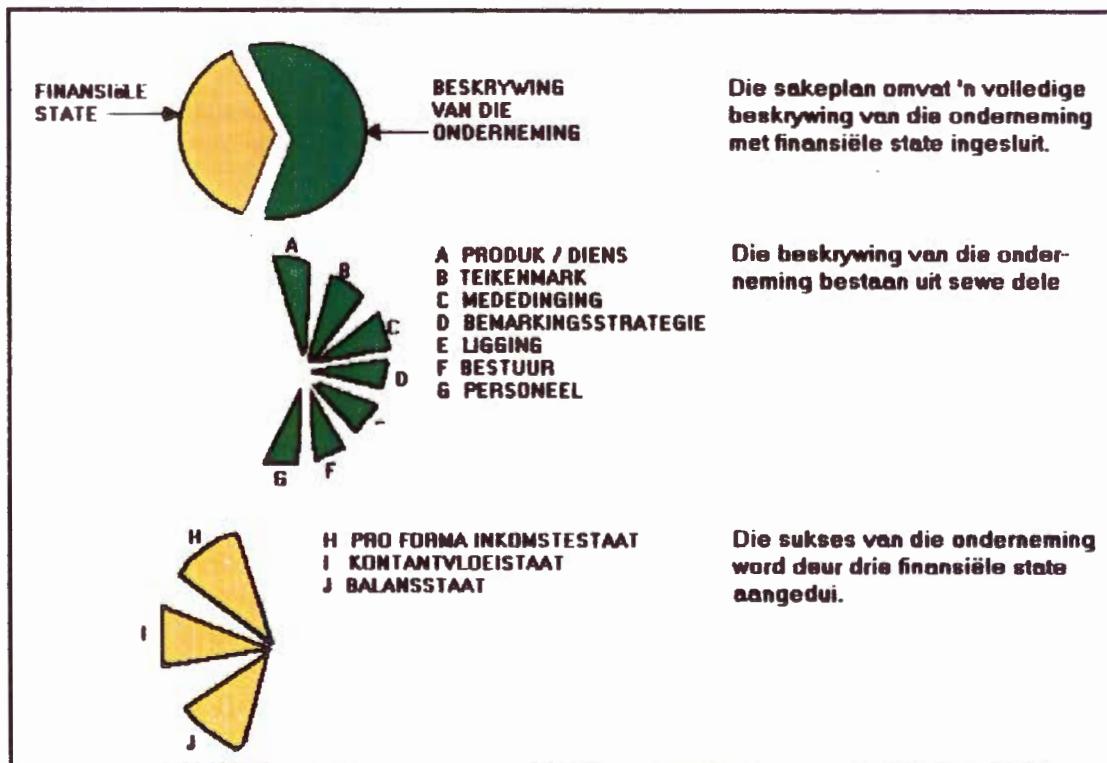 FINANSIËLE
STATE
BESKRYWING
VAN DIE
ONDERNEMING
Die sakeplan omvat 'n volledige
beskrywing van die onderneming
met finansiële state ingesluit.
A
B
C
D
F
G
A PRODUK / DIENS
B TEIKENMARK
C MEDEDINGING
D BEMARKINGSSTRATEGIE
E LIGGING
F BESTUUR
G PERSONEEL
Die beskrywing van die onder-
neming bestaan uit sewe dele
H
I
J
H PRO FORMA INKOMSTESTAAT
I KONTANTVLOEISTAAT
J BALANSSTAAT
Die sukses van die onderneming
word deur drie finansiële state
aangedui.